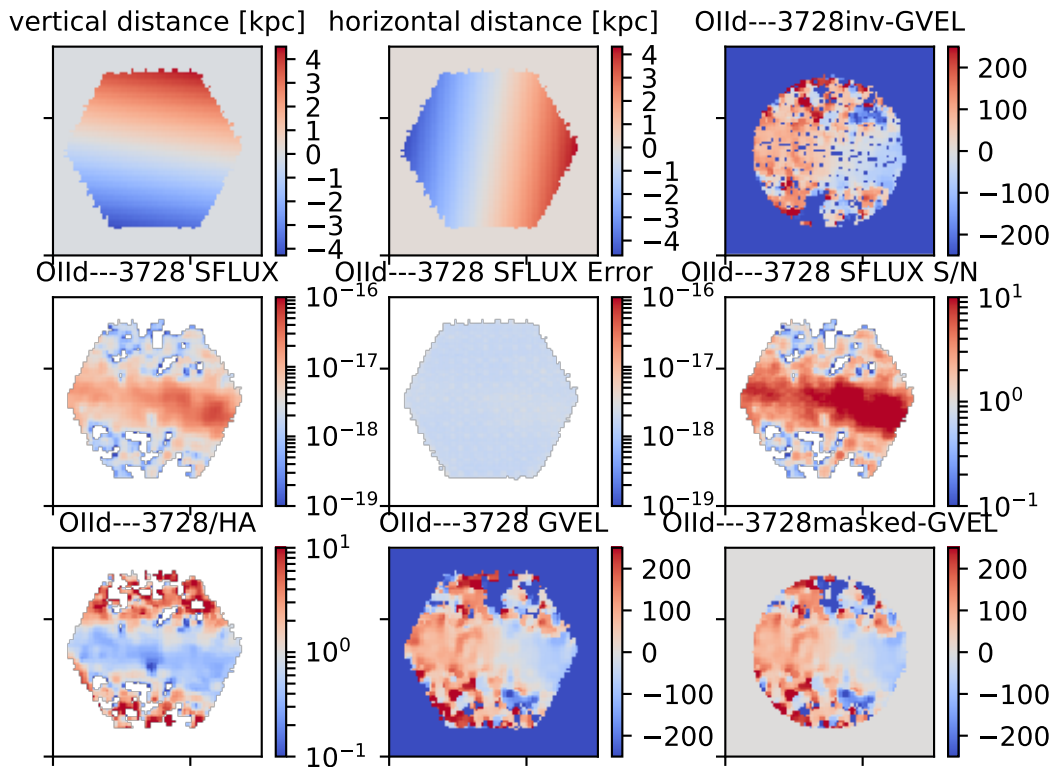 vertical distance [kpc] horizontal distance [kpc] OIId---3728inv-GVEL
4 4 200
3 3
2 2 100
1 1
0 0 0
−1 −1
−2 −2 −100
−3 −3
−4 −4 −200
OIId---3728 SFLUX OIId---3728 SFLUX Error OIId---3728 SFLUX S/N
10^−16 10^−16 10^1
10^−17 10^−17
10^0
10^−18 10^−18
10^−19 10^−19 10^−1
OIId---3728/HA OIId---3728 GVEL OIId---3728masked-GVEL
10^1 200 200
100 100
10^0 0 0
−100 −100
10^−1 −200 −200